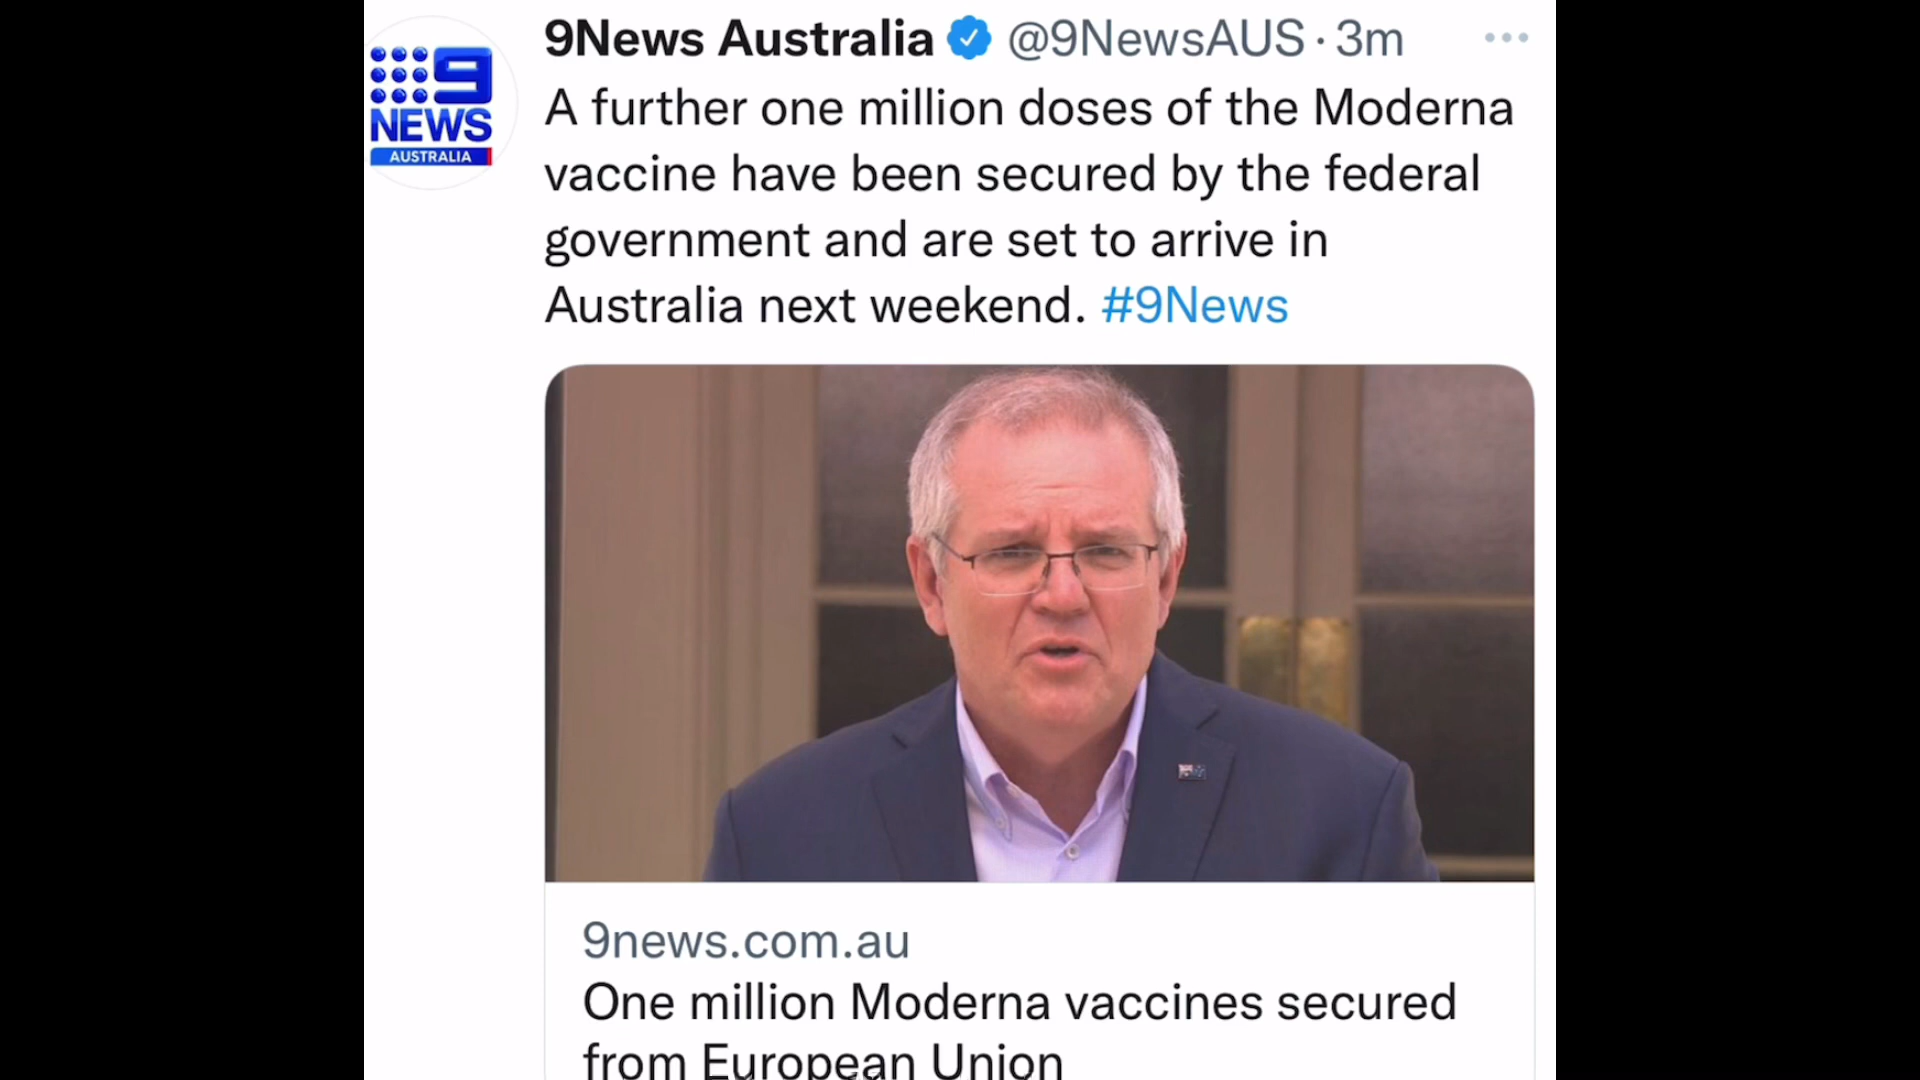 9News Australia @9NewsAUS · 3m
9
NEWS
AUSTRALIA
A further one million doses of the Moderna
vaccine have been secured by the federal
government and are set to arrive in
Australia next weekend. #9News
9news.com.au
One million Moderna vaccines secured
from European Union